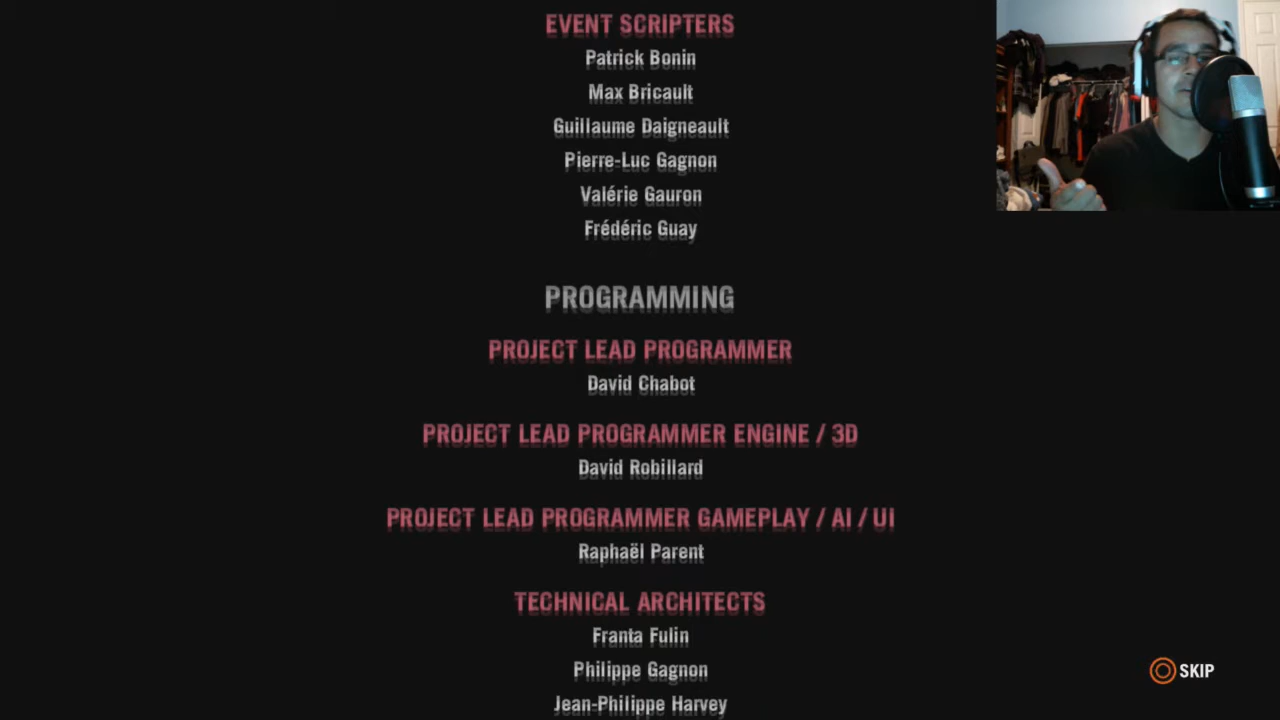 EVENT SCRIPTERS
Patrick Bonin
Max Bricault
Guillaume Daigneault
Pierre-Luc Gagnon
Valérie Gauron
Frédéric Guay
PROGRAMMING
PROJECT LEAD PROGRAMMER
David Chabot
PROJECT LEAD PROGRAMMER ENGINE / 3D
David Robillard
PROJECT LEAD PROGRAMMER GAMEPLAY / AI / UI
Raphaël Parent
TECHNICAL ARCHITECTS
Franta Fulin
Philippe Gagnon
SKIP
Jean-Philippe Harvey